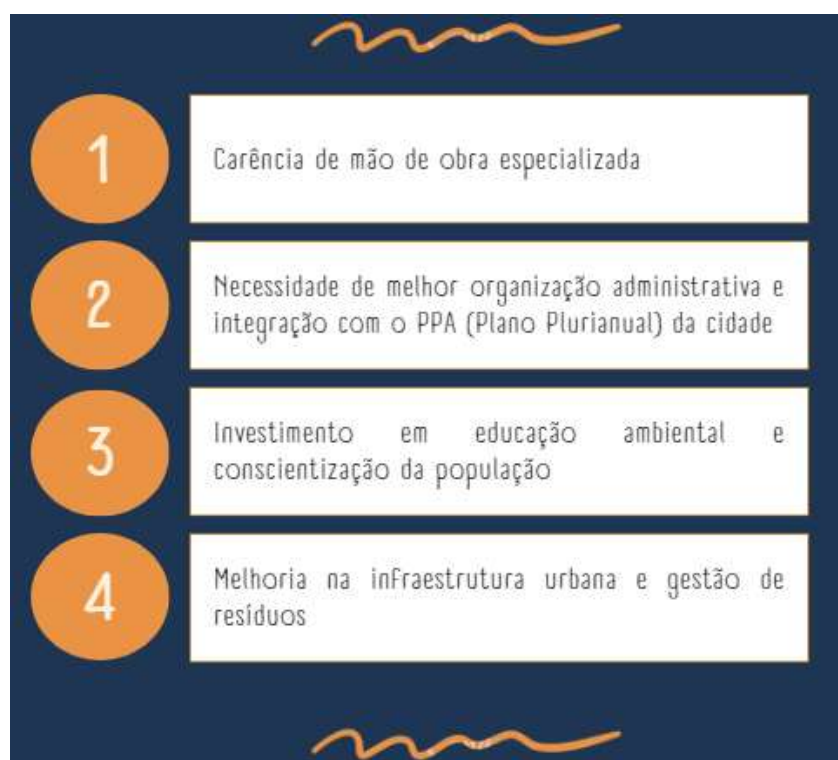 1
Carência de mão de obra especializada
2
Necessidade de melhor organização administrativa e
integração com o PPA (Plano Plurianual) da cidade
3
Investimento em educação ambiental e
conscientização da população
4
Melhoria na infraestrutura urbana e gestão de
resíduos